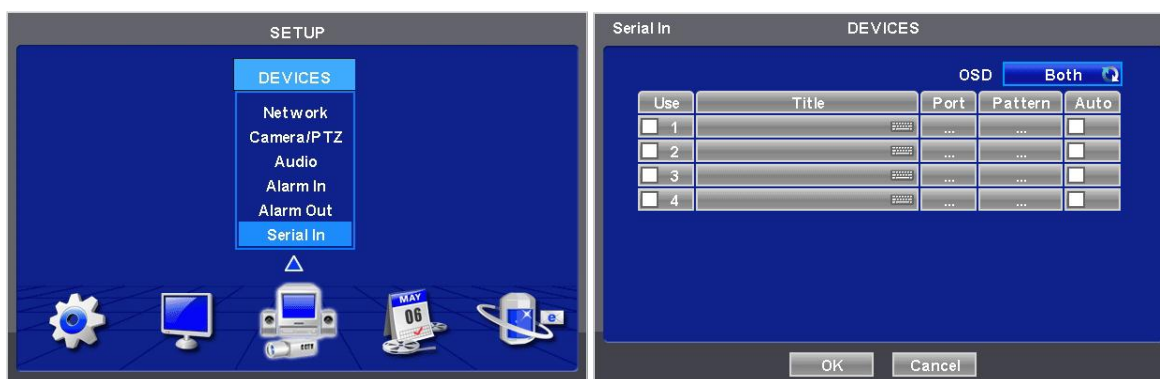 SETUP
DEVICES
Network
Camera/PTZ
Audio
Alarm In
Alarm Out
Serial In
MAY
06
e
Serial In DEVICES
OSD Both
Use Title Port Pattern Auto
1 ... ...
2 ... ...
3 ... ...
4 ... ...
OK Cancel